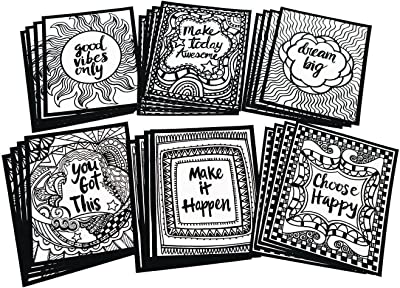 good
vibes
only
Make
today
Awesome
dream
big
You
Got
This
Make
it
Happen
Choose
Happy